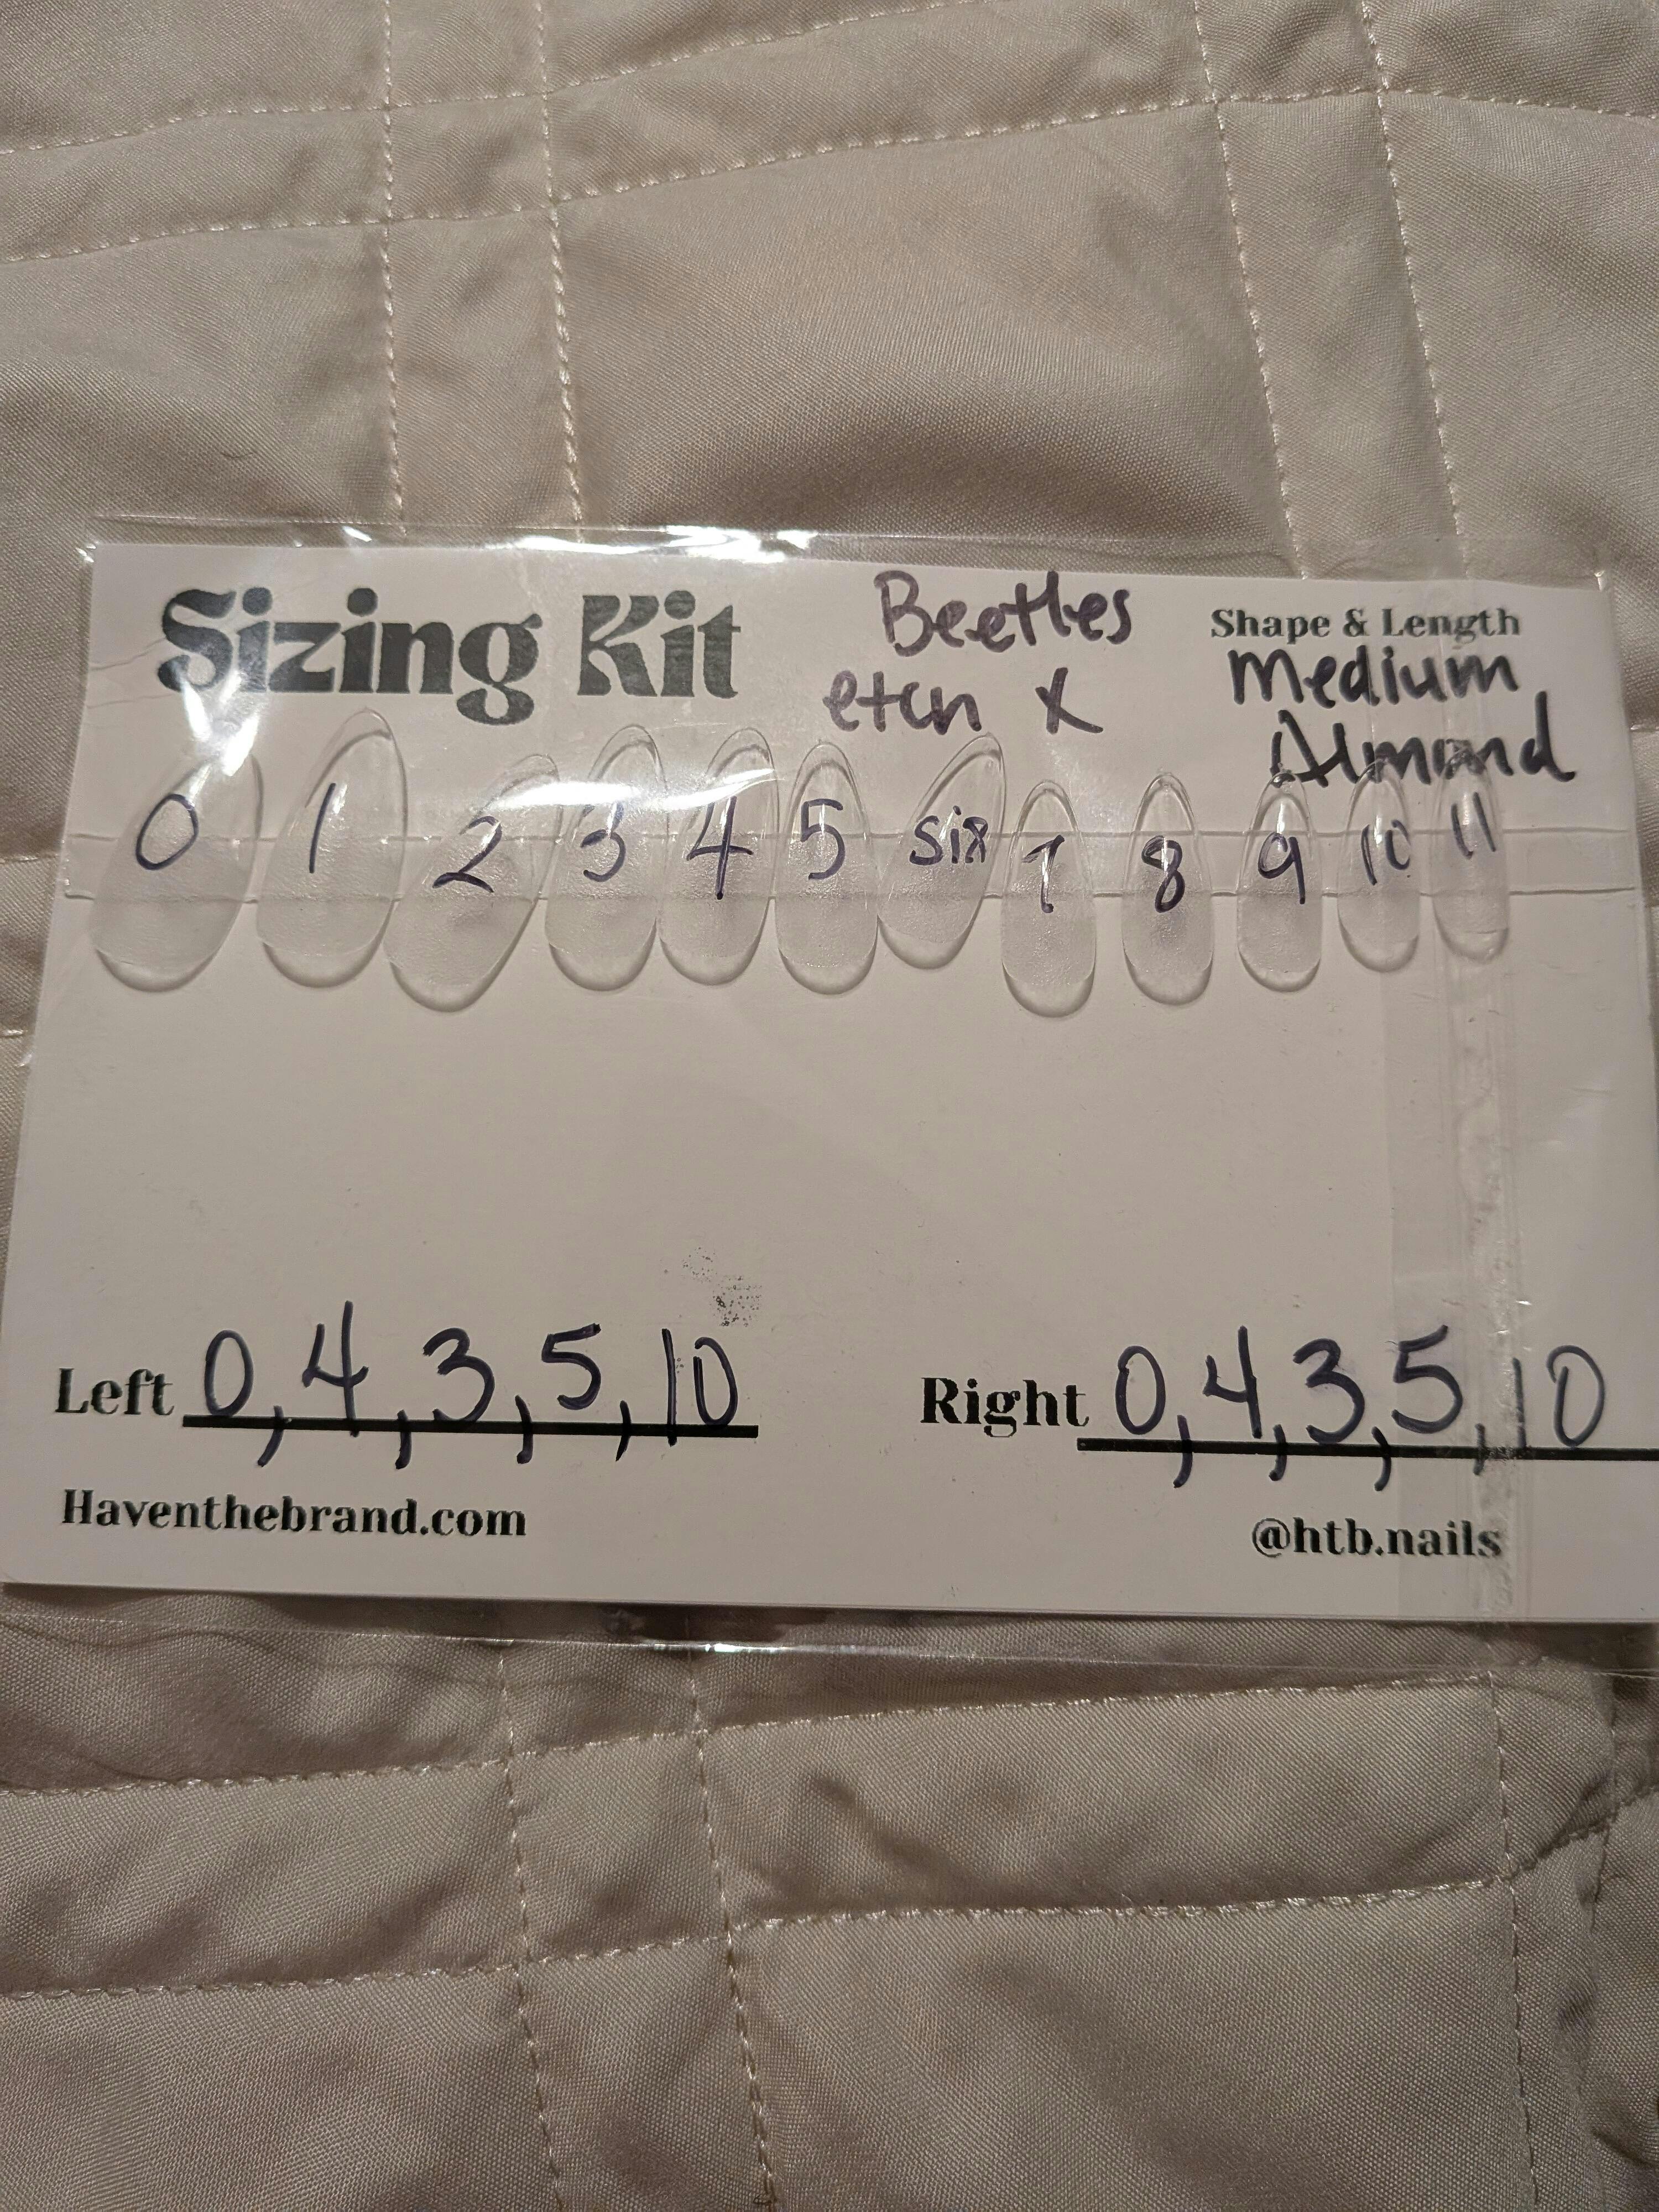 Sizing Kit
Beetles
etch x
Shape & Length
Medium
Almond
0 1 2 3 4 5 six 7 8 9 10 11
Left 0, 4, 3, 5, 10
Right 0, 4, 3, 5, 10
Haventhebrand.com
@htb.nails